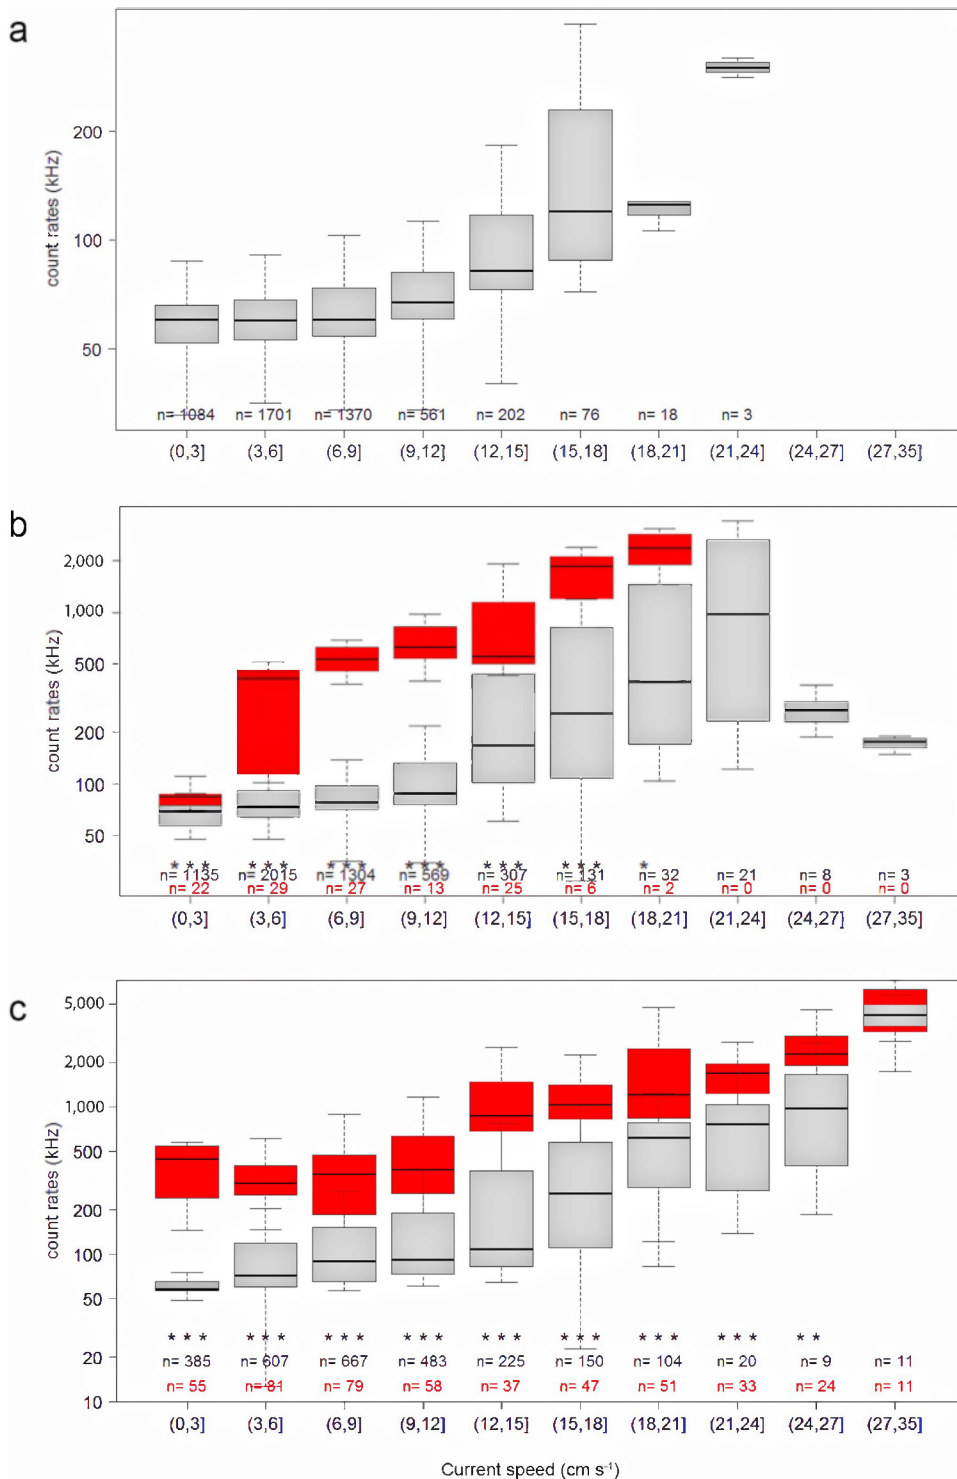 a
count rates (kHz)
200
100
50
n= 1084 n= 1701 n= 1370 n= 561 n= 202 n= 76 n= 18 n= 3
(0,3] (3,6] (6,9] (9,12] (12,15] (15,18] (18,21] (21,24] (24,27] (27,35]
b
count rates (kHz)
2,000
1,000
500
200
100
50
* * * * * * * * * * * * * * * * * * *
n= 1135 n= 2015 n= 1304 n= 569 n= 307 n= 131 n= 32 n= 21 n= 8 n= 3
n= 22 n= 29 n= 27 n= 13 n= 25 n= 6 n= 2 n= 0 n= 0 n= 0
(0,3] (3,6] (6,9] (9,12] (12,15] (15,18] (18,21] (21,24] (24,27] (27,35]
c
count rates (kHz)
5,000
2,000
1,000
500
200
100
50
20
10
* * * * * * * * * * * * * * * * * * * * * * * * * *
n= 385 n= 607 n= 667 n= 483 n= 225 n= 150 n= 104 n= 20 n= 9 n= 11
n= 55 n= 81 n= 79 n= 58 n= 37 n= 47 n= 51 n= 33 n= 24 n= 11
(0,3] (3,6] (6,9] (9,12] (12,15] (15,18] (18,21] (21,24] (24,27] (27,35]
Current speed (cm s⁻¹)